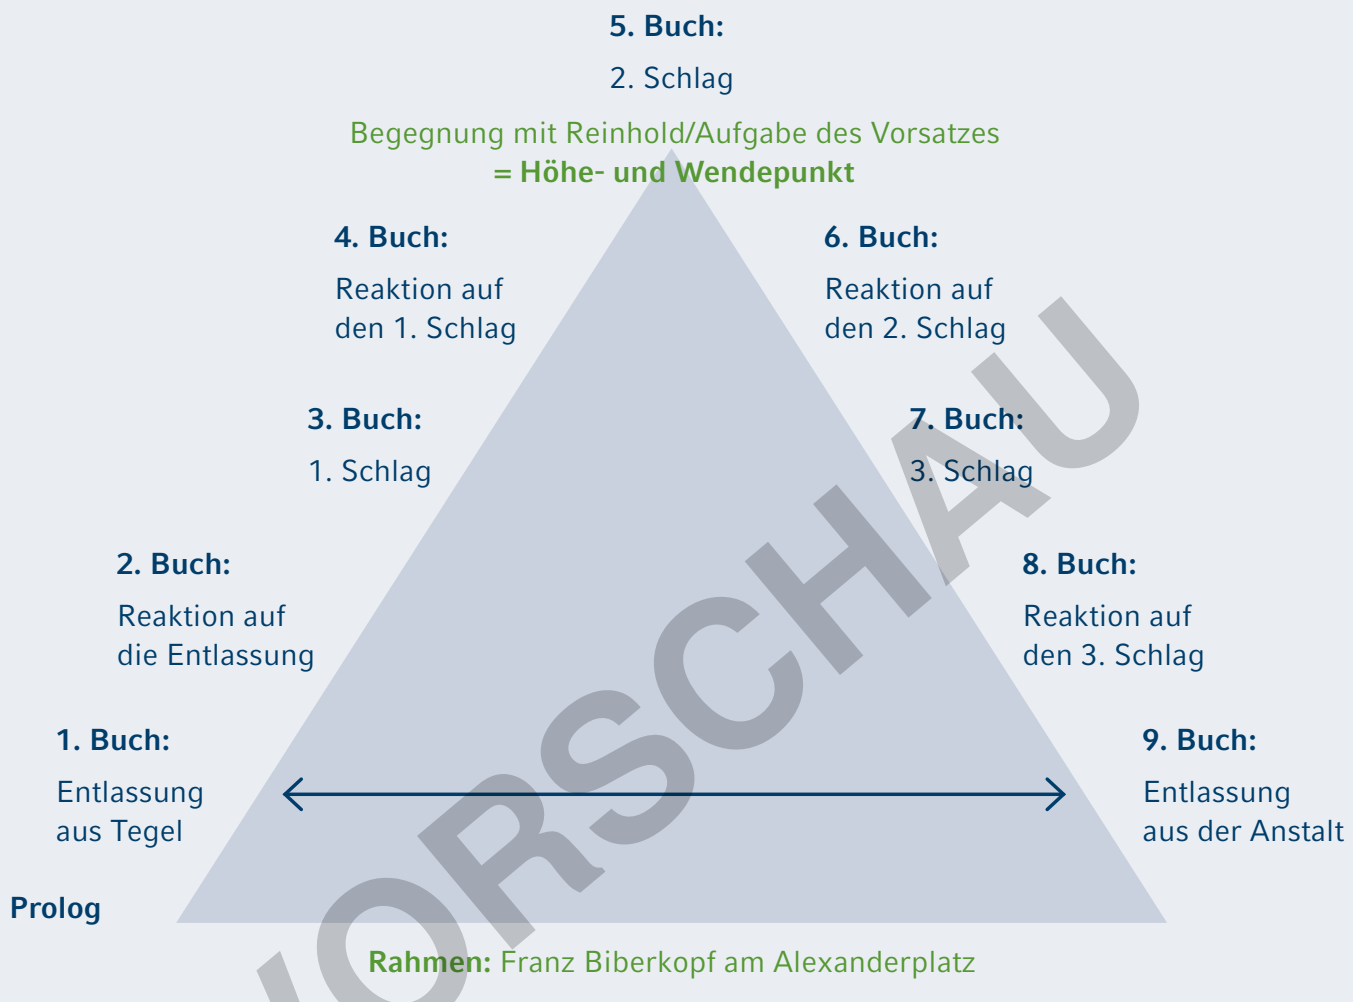 5. Buch:
2. Schlag
Begegnung mit Reinhold/Aufgabe des Vorsatzes
= Höhe- und Wendepunkt
4. Buch:
Reaktion auf
den 1. Schlag
6. Buch:
Reaktion auf
den 2. Schlag
3. Buch:
1. Schlag
7. Buch:
3. Schlag
2. Buch:
Reaktion auf
die Entlassung
8. Buch:
Reaktion auf
den 3. Schlag
1. Buch:
Entlassung
aus Tegel
9. Buch:
Entlassung
aus der Anstalt
Prolog
Rahmen: Franz Biberkopf am Alexanderplatz
VORSCHAU